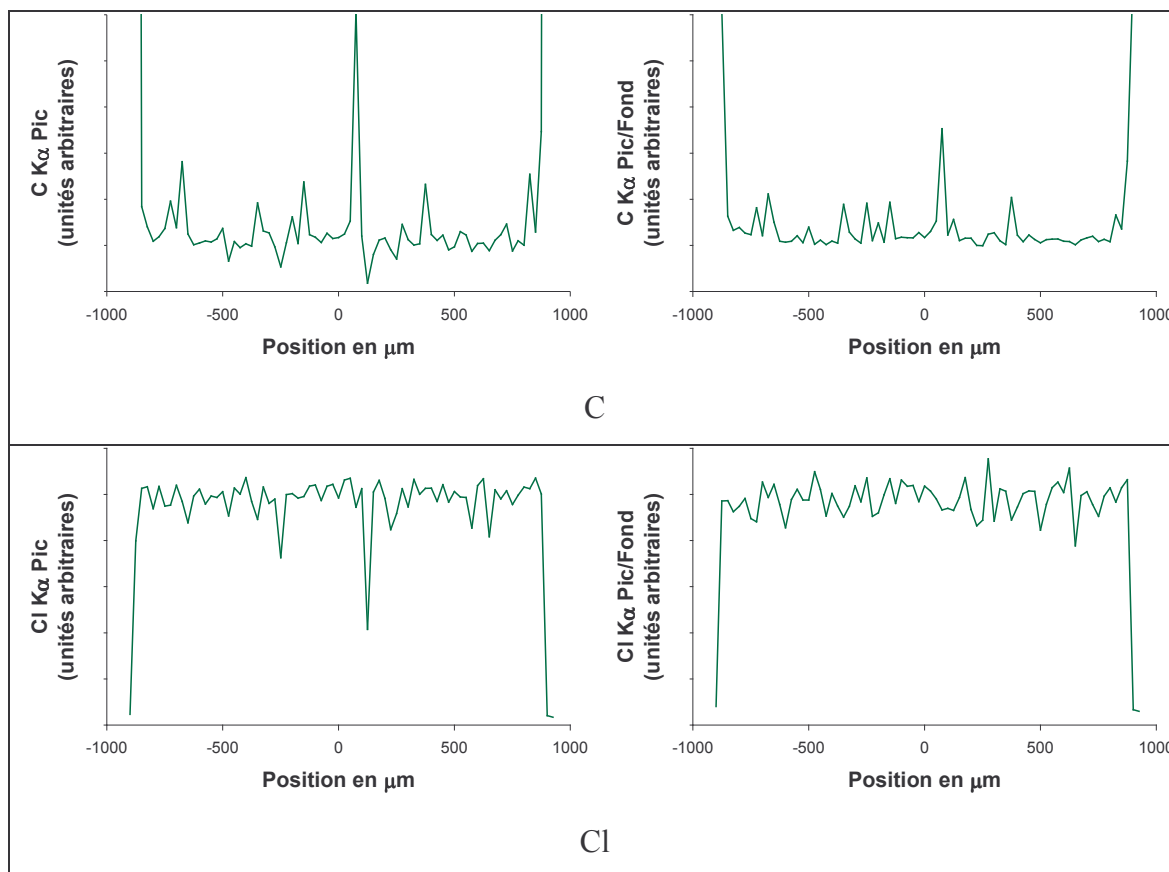 C Kα Pic
(unités arbitraires)
-1000 -500 0 500 1000
Position en μm
C Kα Pic/Fond
(unités arbitraires)
-1000 -500 0 500 1000
Position en μm
C
Cl Kα Pic
(unités arbitraires)
-1000 -500 0 500 1000
Position en μm
Cl Kα Pic/Fond
(unités arbitraires)
-1000 -500 0 500 1000
Position en μm
Cl